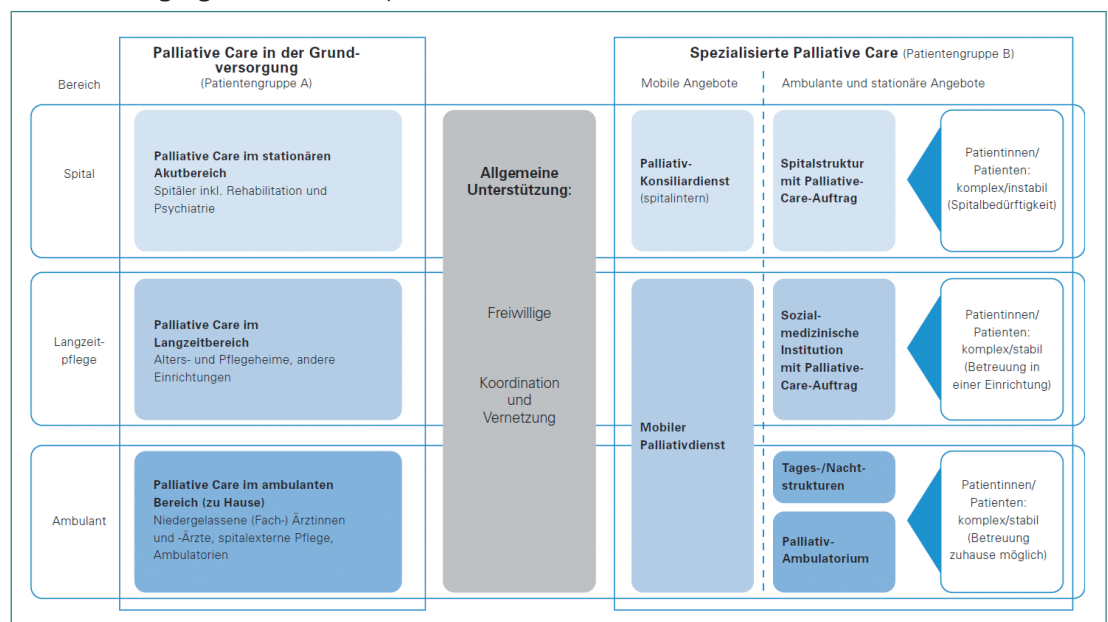 Palliative Care in der Grund-
versorgung
(Patientengruppe A)
Spezialisierte Palliative Care (Patientengruppe B)
Bereich
Mobile Angebote
Ambulante und stationäre Angebote
Spital
Palliative Care im stationären
Akutbereich
Spitäler inkl. Rehabilitation und
Psychiatrie
Allgemeine
Unterstützung:
Freiwillige
Koordination
und
Vernetzung
Palliativ-
Konsiliardienst
(spitalintern)
Spitalstruktur
mit Palliative-
Care-Auftrag
Patientinnen/
Patienten:
komplex/instabil
(Spitalbedürftigkeit)
Langzeit-
pflege
Palliative Care im
Langzeitbereich
Alters- und Pflegeheime, andere
Einrichtungen
Mobiler
Palliativdienst
Sozial-
medizinische
Institution
mit Palliative-
Care-Auftrag
Patientinnen/
Patienten:
komplex/stabil
(Betreuung in
einer Einrichtung)
Ambulant
Palliative Care im ambulanten
Bereich (zu Hause)
Niedergelassene (Fach-) Ärztinnen
und -Ärzte, spitalexterne Pflege,
Ambulatorien
Tages-/Nacht-
strukturen
Palliativ-
Ambulatorium
Patientinnen/
Patienten:
komplex/stabil
(Betreuung
zuhause möglich)